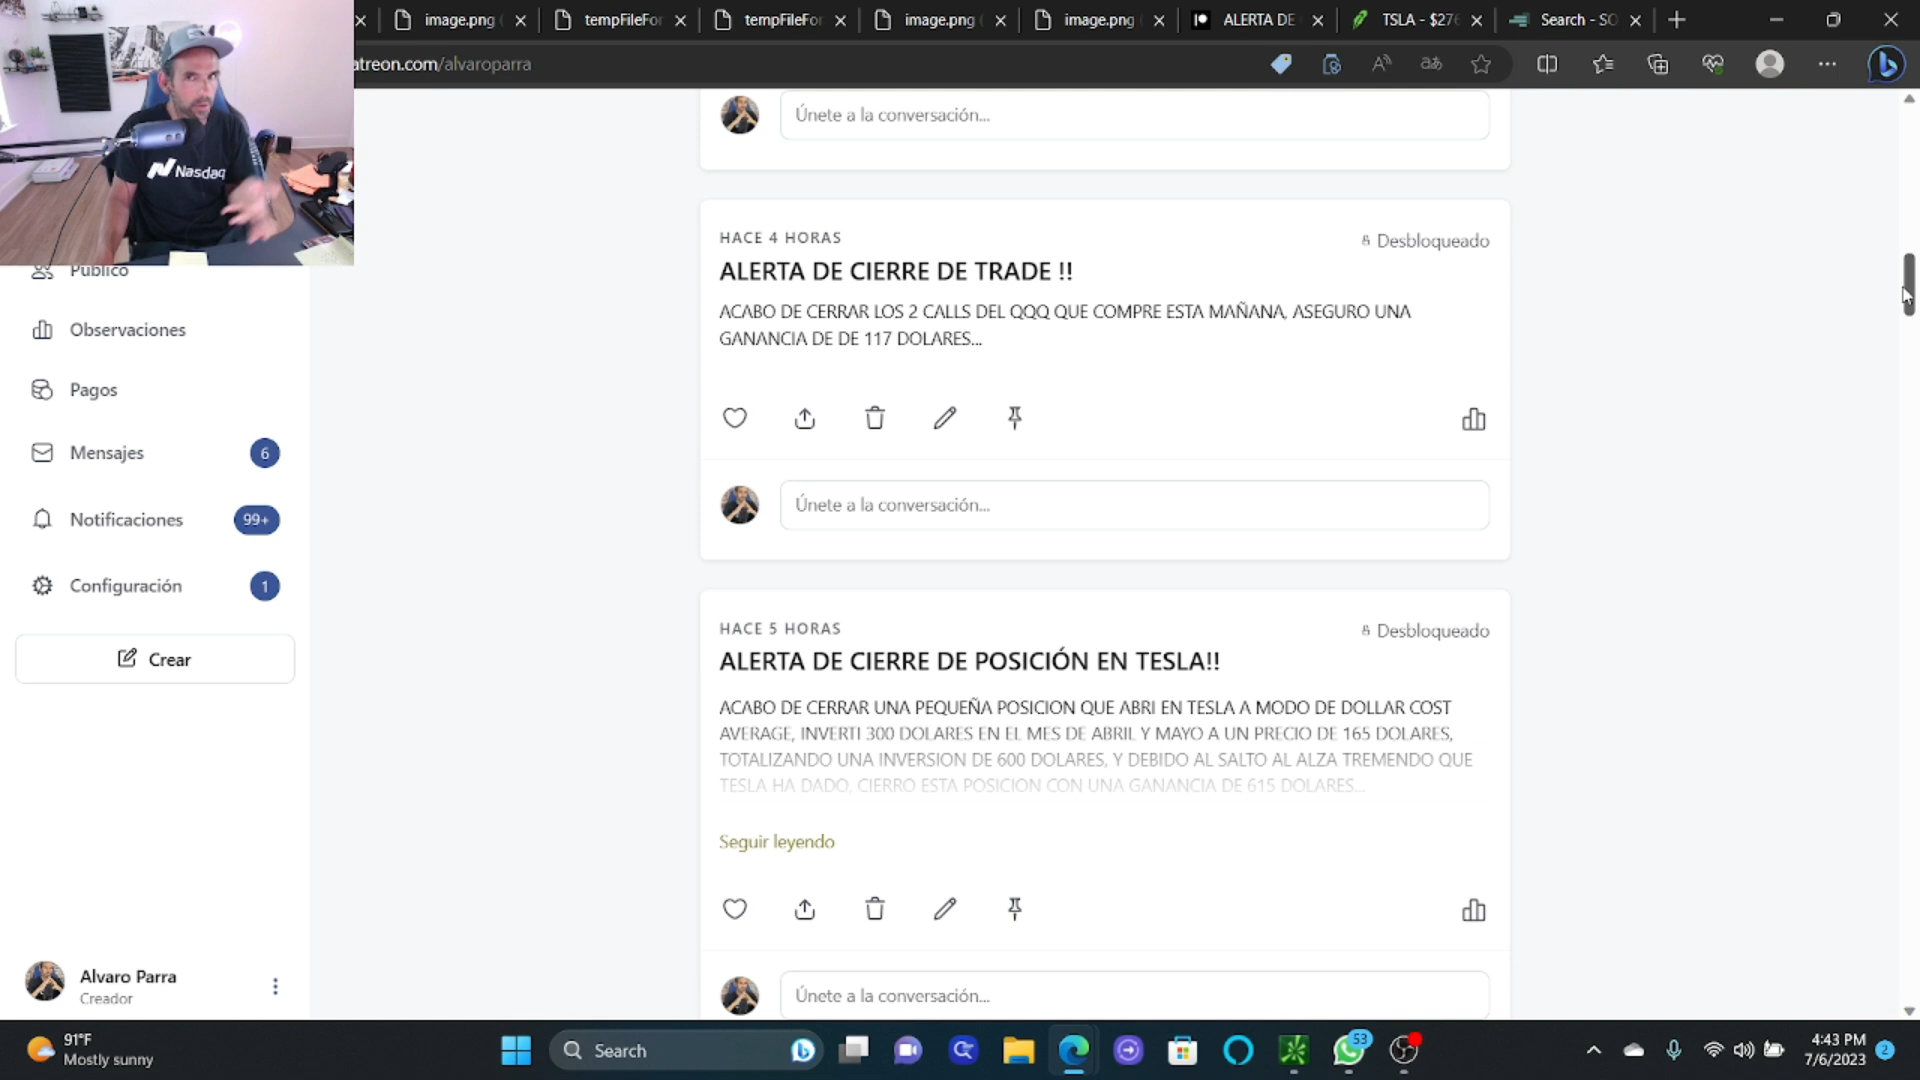 image.png
tempFileFor
tempFileFor
image.png
image.png
ALERTA DE
TSLA - $276
Search - SO
atreon.com/alvaroparra
Nasdaq
Únete a la conversación...
HACE 4 HORAS
Desbloqueado
ALERTA DE CIERRE DE TRADE !!
ACABO DE CERRAR LOS 2 CALLS DEL QQQ QUE COMPRE ESTA MAÑANA, ASEGURO UNA
GANANCIA DE DE 117 DOLARES...
Únete a la conversación...
HACE 5 HORAS
Desbloqueado
ALERTA DE CIERRE DE POSICIÓN EN TESLA!!
ACABO DE CERRAR UNA PEQUEÑA POSICION QUE ABRI EN TESLA A MODO DE DOLLAR COST
AVERAGE, INVERTI 300 DOLARES EN EL MES DE ABRIL Y MAYO A UN PRECIO DE 165 DOLARES,
TOTALIZANDO UNA INVERSION DE 600 DOLARES, Y DEBIDO AL SALTO AL ALZA TREMENDO QUE
TESLA HA DADO, CIERRO ESTA POSICION CON UNA GANANCIA DE 615 DOLARES...
Seguir leyendo
Únete a la conversación...
Público
Observaciones
Pagos
Mensajes 6
Notificaciones 99+
Configuración 1
Crear
Alvaro Parra
Creador
91°F
Mostly sunny
Search
53
4:43 PM
7/6/2023
2